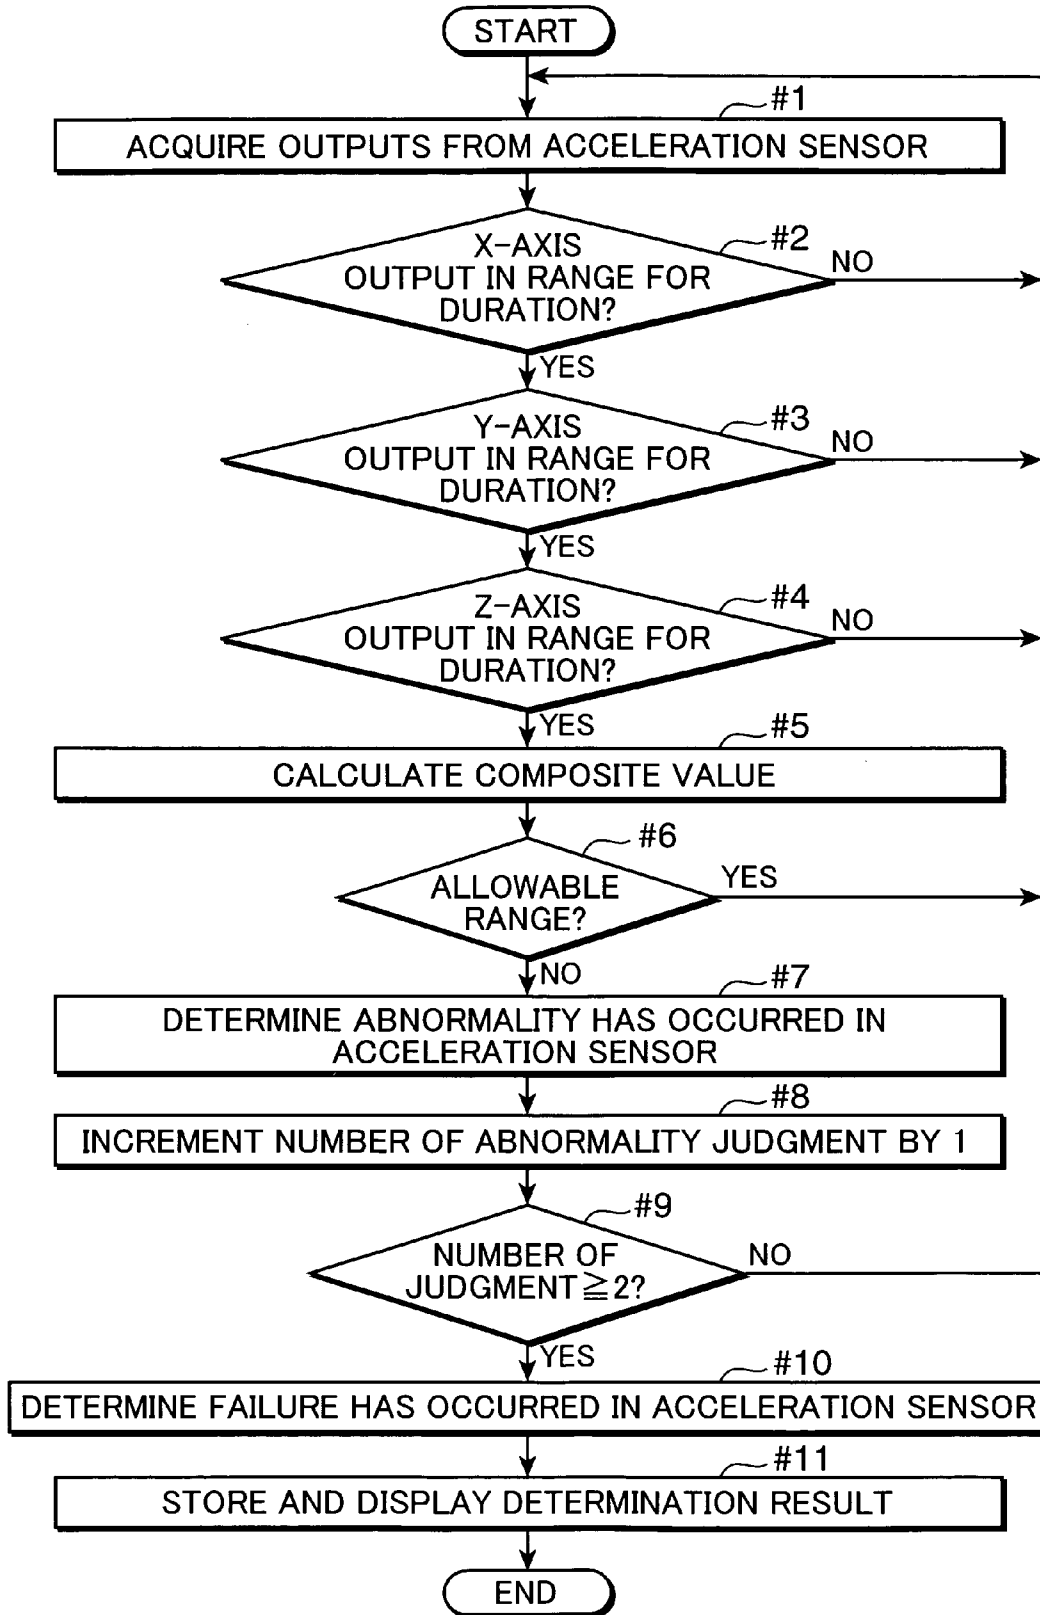 START
#1
ACQUIRE OUTPUTS FROM ACCELERATION SENSOR
#2
X-AXIS
OUTPUT IN RANGE FOR
DURATION?
NO
YES
#3
Y-AXIS
OUTPUT IN RANGE FOR
DURATION?
NO
YES
#4
Z-AXIS
OUTPUT IN RANGE FOR
DURATION?
NO
YES
#5
CALCULATE COMPOSITE VALUE
#6
ALLOWABLE
RANGE?
YES
NO
#7
DETERMINE ABNORMALITY HAS OCCURRED IN
ACCELERATION SENSOR
#8
INCREMENT NUMBER OF ABNORMALITY JUDGMENT BY 1
#9
NUMBER OF
JUDGMENT≧2?
NO
YES
#10
DETERMINE FAILURE HAS OCCURRED IN ACCELERATION SENSOR
#11
STORE AND DISPLAY DETERMINATION RESULT
END